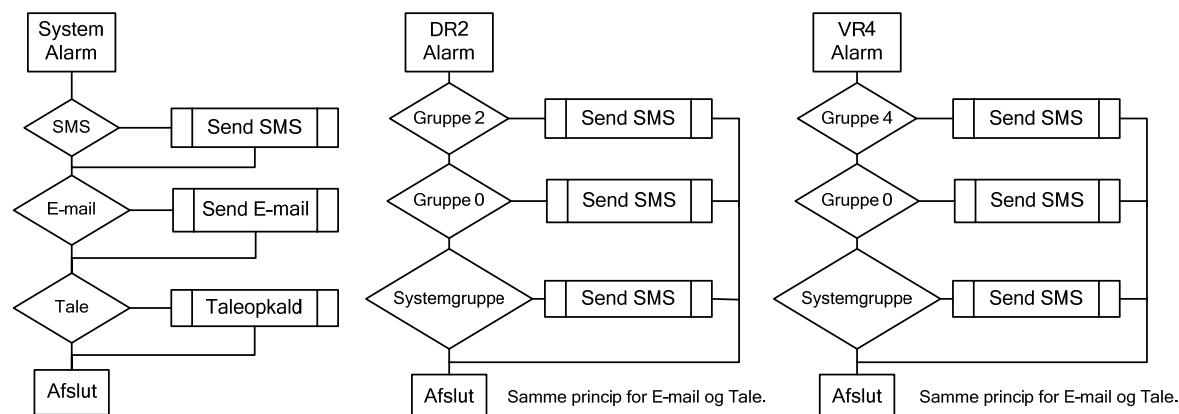 System
Alarm
SMS
Send SMS
E-mail
Send E-mail
Tale
Taleopkald
Afslut
DR2
Alarm
Gruppe 2
Send SMS
Gruppe 0
Send SMS
Systemgruppe
Send SMS
Afslut
Samme princip for E-mail og Tale.
VR4
Alarm
Gruppe 4
Send SMS
Gruppe 0
Send SMS
Systemgruppe
Send SMS
Afslut
Samme princip for E-mail og Tale.